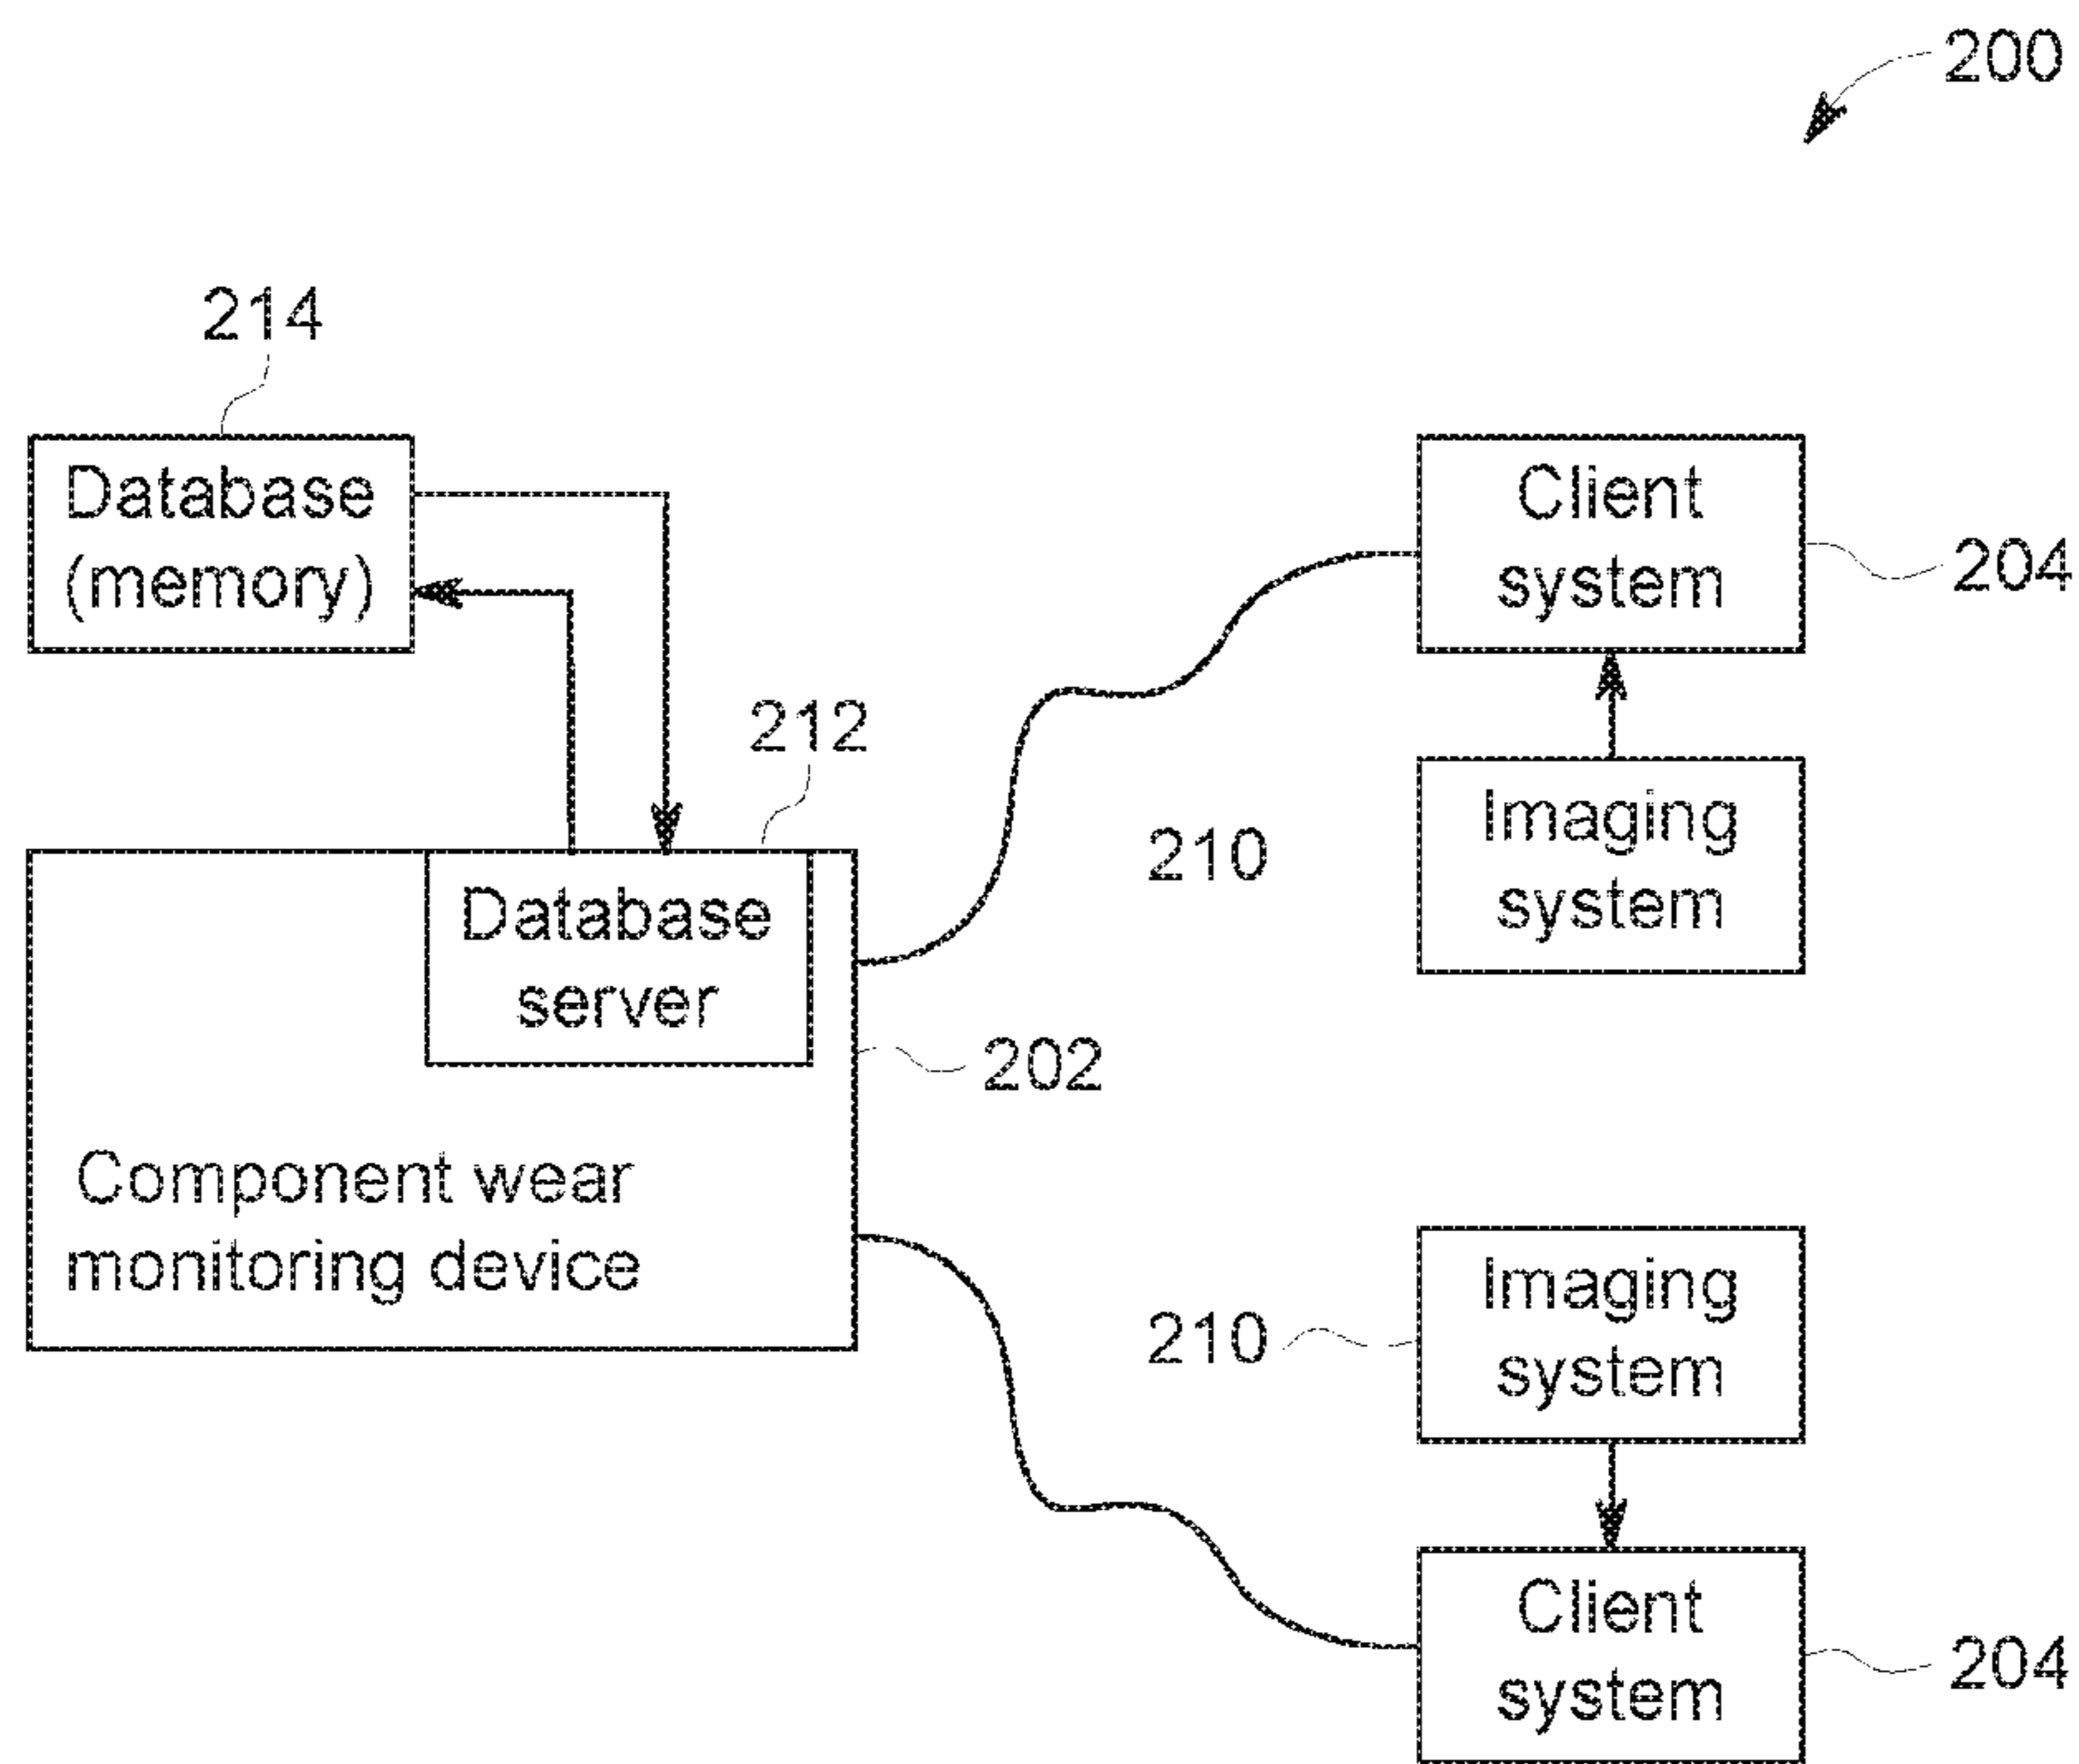 200
214
Database
(memory)
Client
system
204
212
Imaging
system
210
Database
server
202
Component wear
monitoring device
Imaging
system
210
Client
system
204